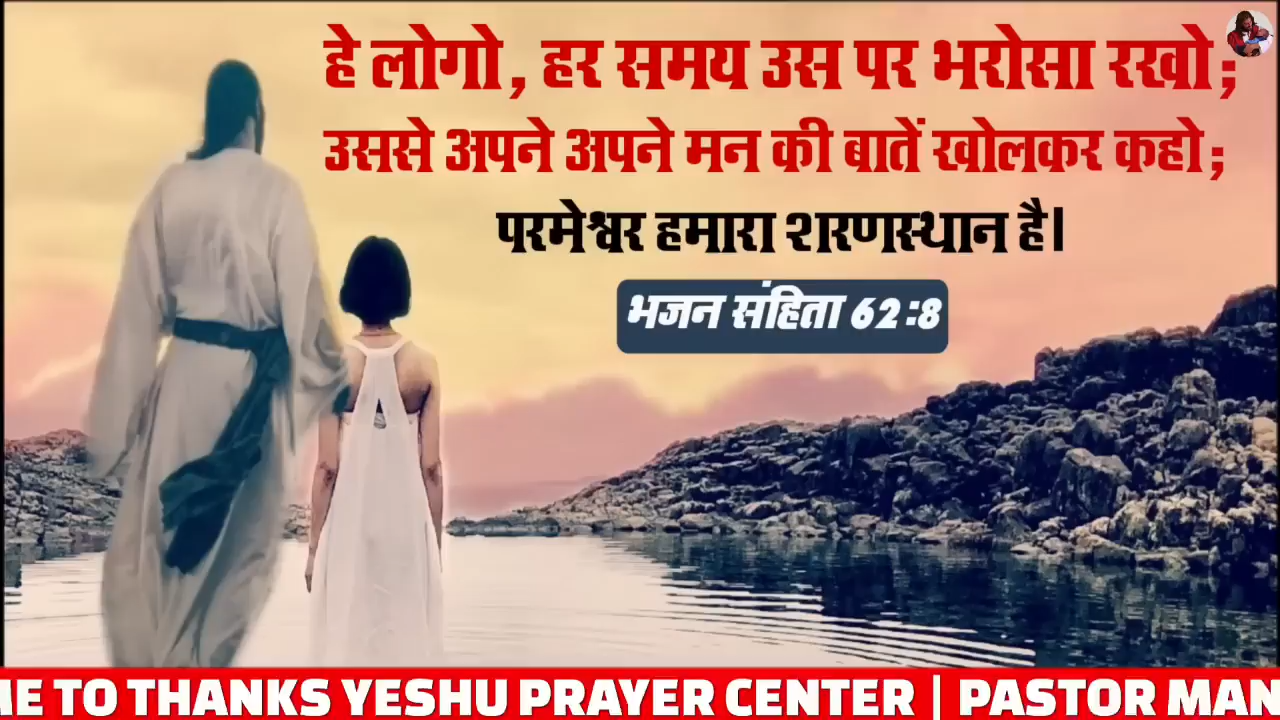 हे लोगो, हर समय उस पर भरोसा रखो;
उससे अपने अपने मन की बातें खोलकर कहो;
परमेश्वर हमारा शरणस्थान है।
भजन संहिता 62:8
ME TO THANKS YESHU PRAYER CENTER | PASTOR MAN